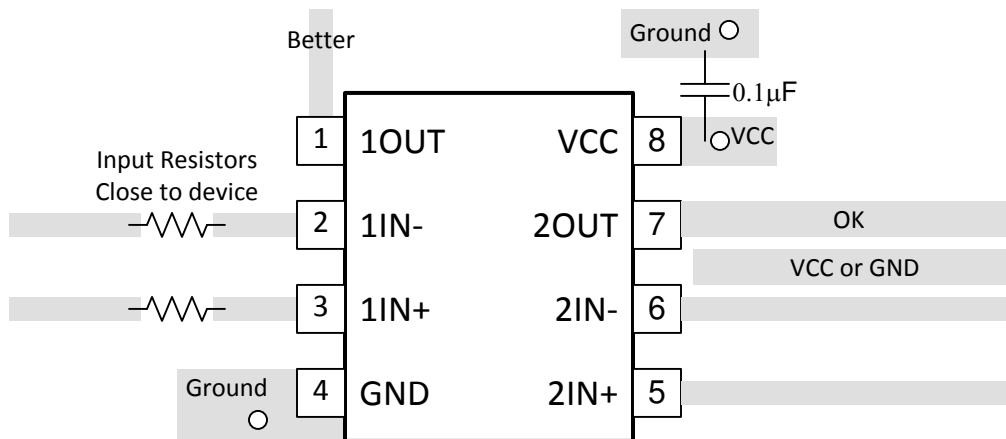 Better
Ground
0.1µF
1 1OUT VCC 8 VCC
Input Resistors
Close to device
2 1IN- 2OUT 7 OK
VCC or GND
3 1IN+ 2IN- 6
Ground
4 GND 2IN+ 5